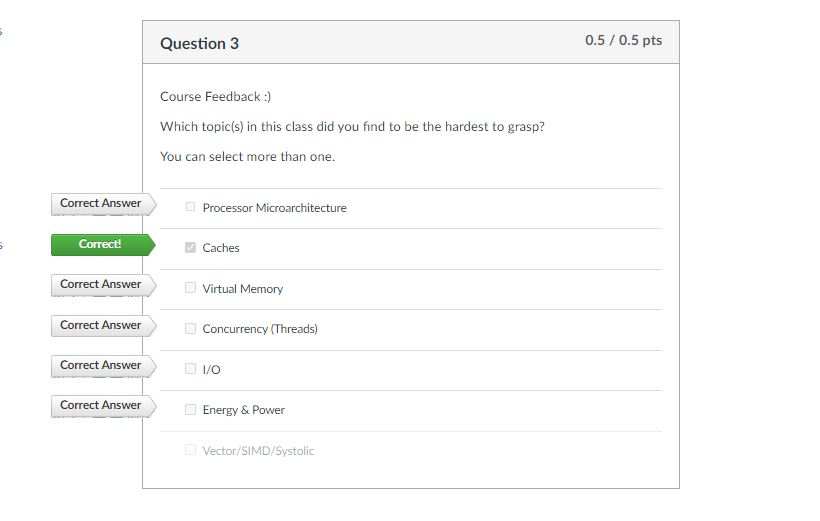 Question 3
0.5 / 0.5 pts
Course Feedback :)
Which topic(s) in this class did you find to be the hardest to grasp?
You can select more than one.
Correct Answer
Processor Microarchitecture
Correct!
Caches
Correct Answer
Virtual Memory
Correct Answer
Concurrency (Threads)
Correct Answer
I/O
Correct Answer
Energy & Power
Vector/SIMD/Systolic